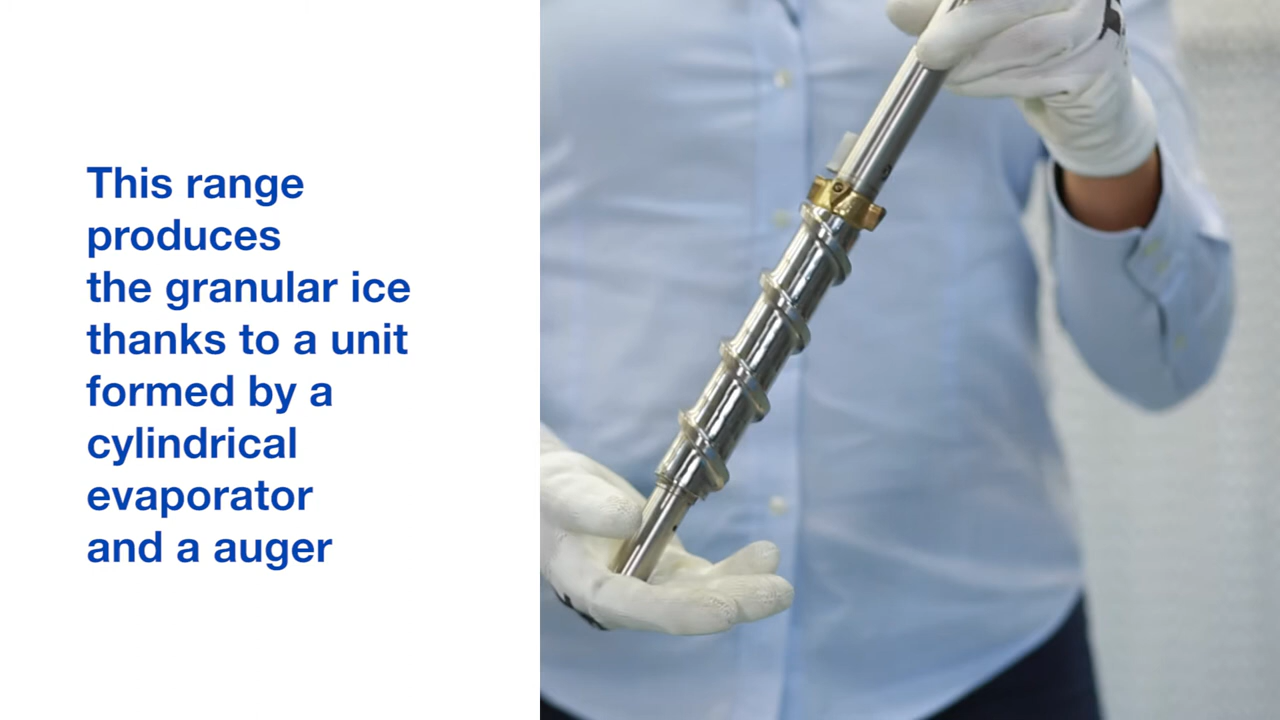 This range
produces
the granular ice
thanks to a unit
formed by a
cylindrical
evaporator
and a auger